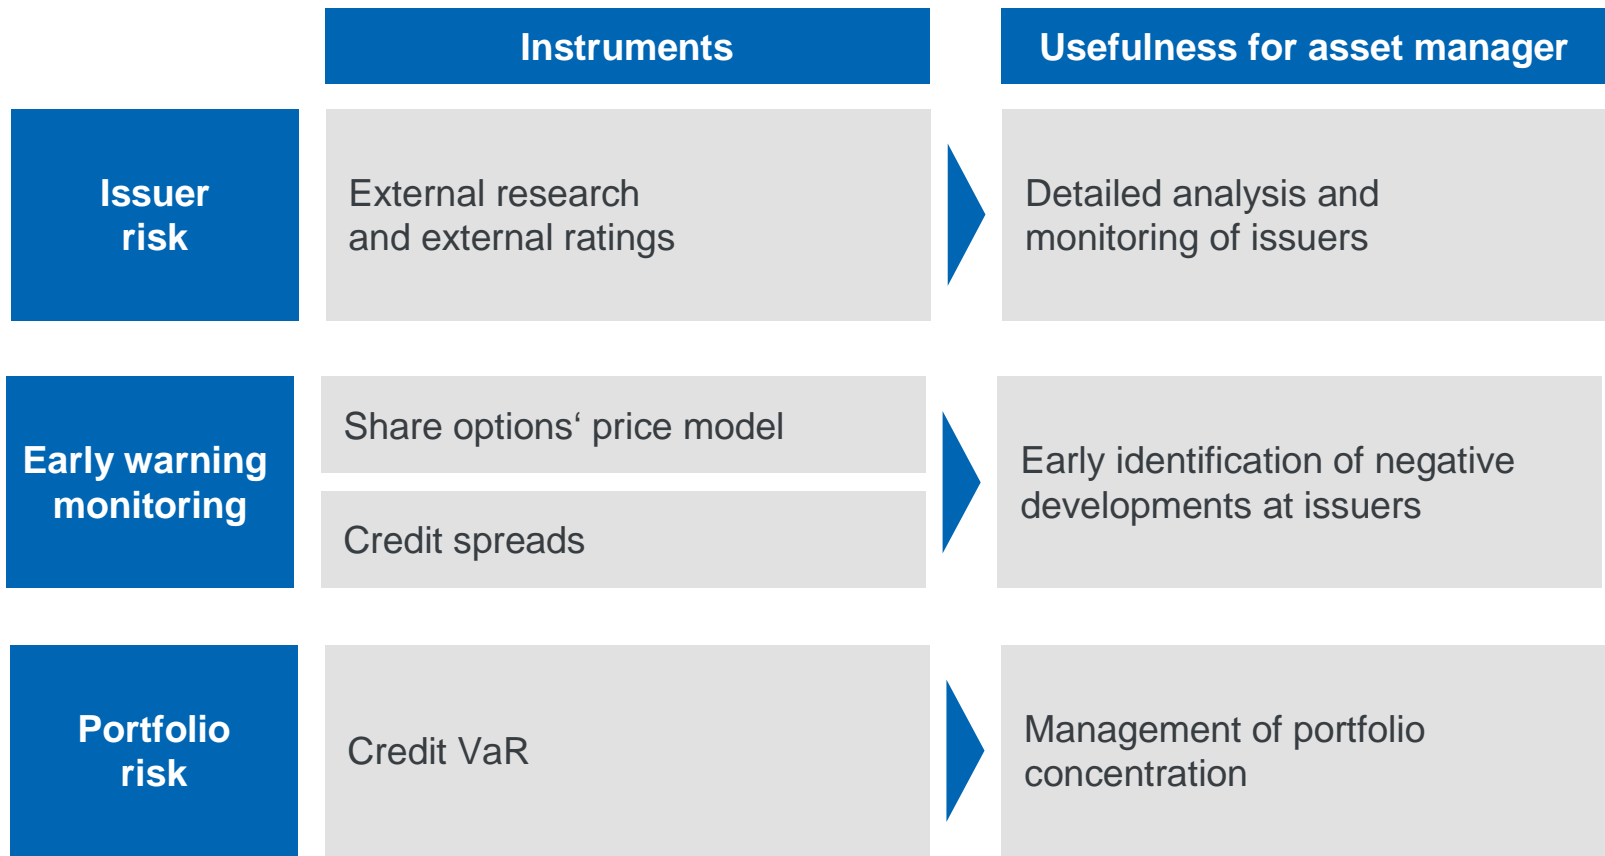 Instruments
Usefulness for asset manager
Issuer
risk
External research
and external ratings
Detailed analysis and
monitoring of issuers
Early warning
monitoring
Share options‘ price model
Credit spreads
Early identification of negative
developments at issuers
Portfolio
risk
Credit VaR
Management of portfolio
concentration